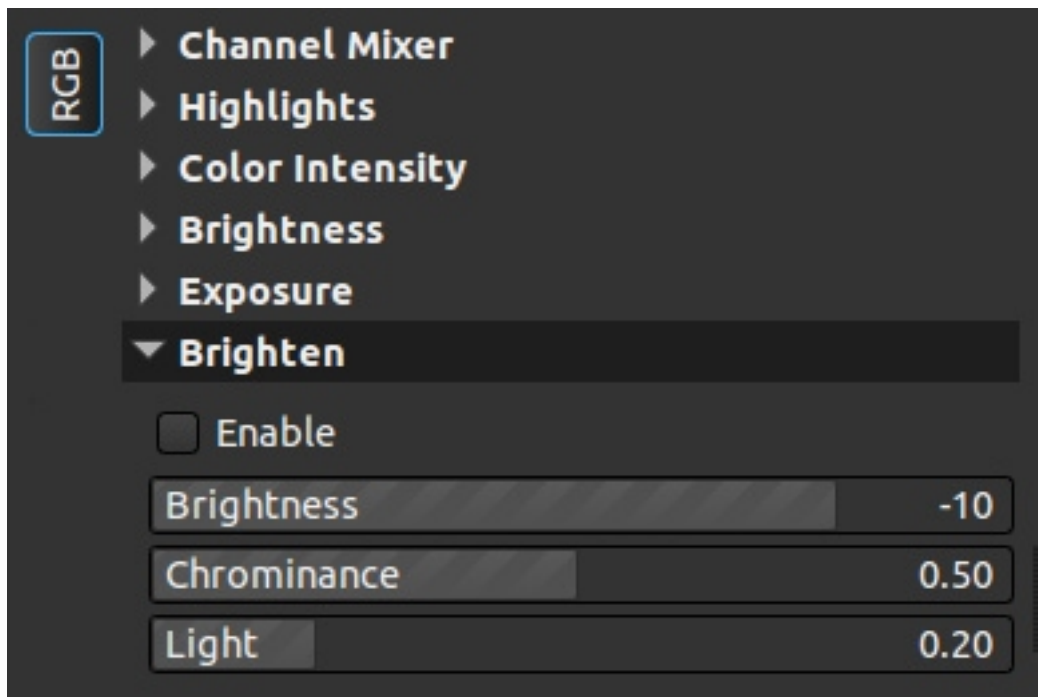 RGB
Channel Mixer
Highlights
Color Intensity
Brightness
Exposure
Brighten
Enable
Brightness -10
Chrominance 0.50
Light 0.20